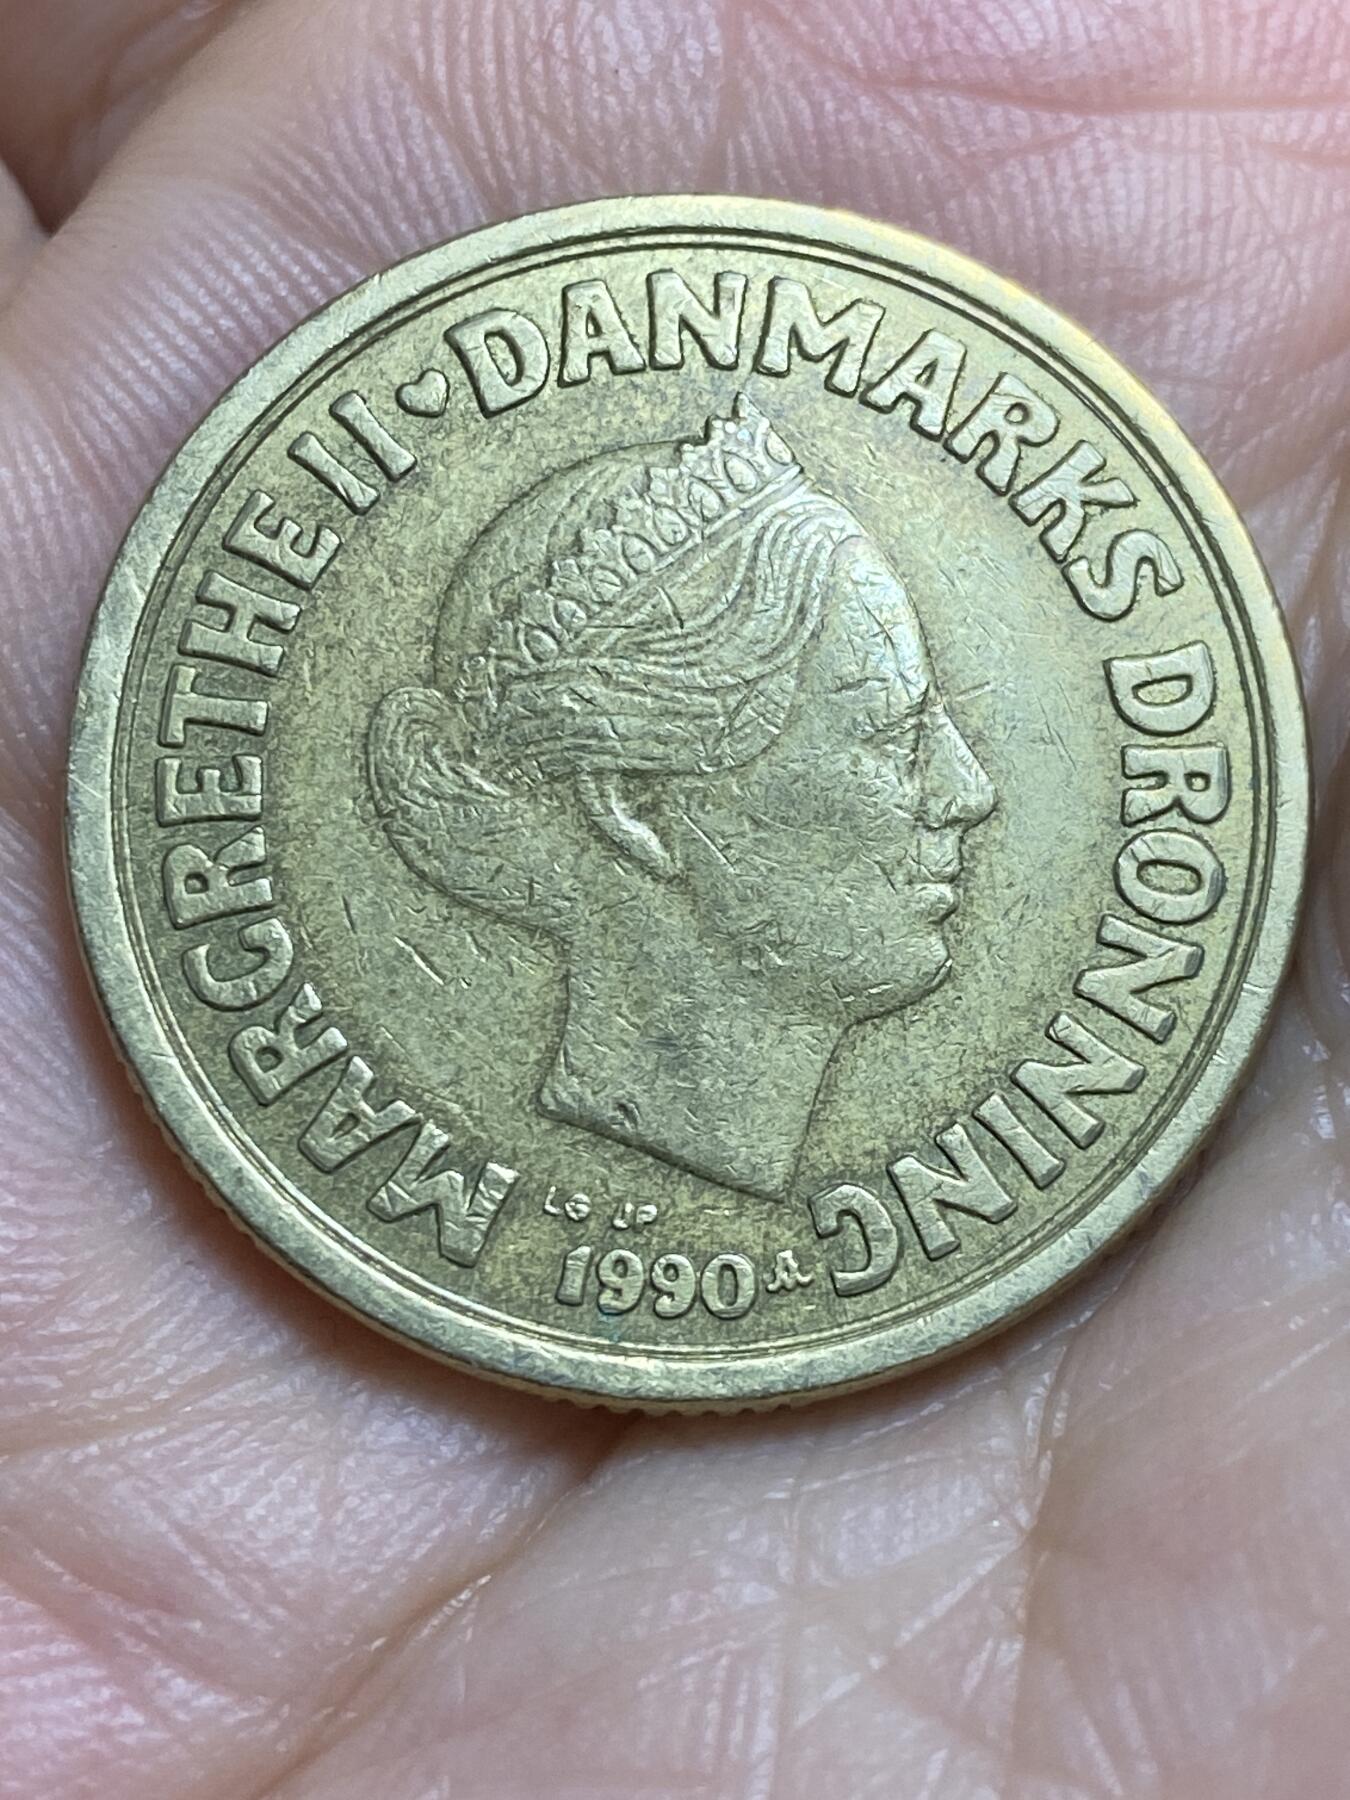 MARGRETHE II ♥ DANMARKS DRONNING
LG JP
1990